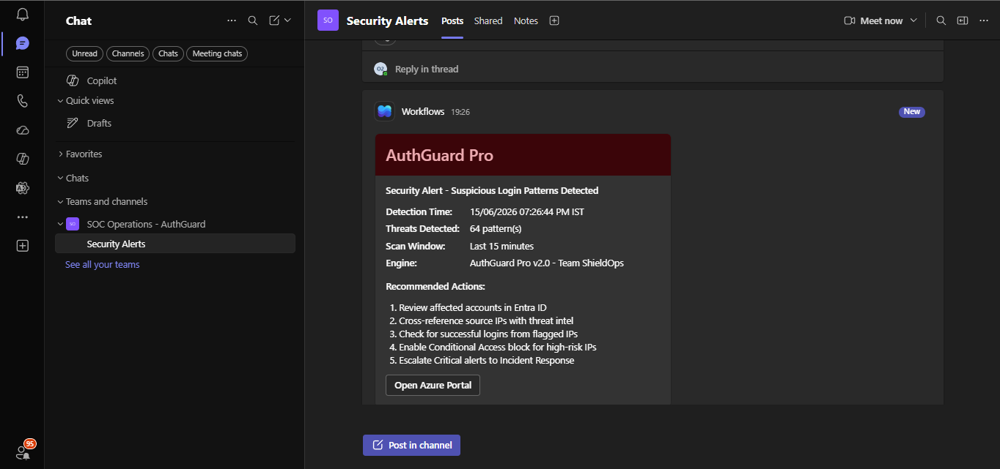 Chat
Unread
Channels
Chats
Meeting chats
Copilot
Quick views
Drafts
Favorites
Chats
Teams and channels
SO
SOC Operations - AuthGuard
Security Alerts
See all your teams
95
SO
Security Alerts
Posts
Shared
Notes
Meet now
Reply in thread
Workflows 19:26
New
AuthGuard Pro
Security Alert - Suspicious Login Patterns Detected
Detection Time: 15/06/2026 07:26:44 PM IST
Threats Detected: 64 pattern(s)
Scan Window: Last 15 minutes
Engine: AuthGuard Pro v2.0 - Team ShieldOps
Recommended Actions:
1. Review affected accounts in Entra ID
2. Cross-reference source IPs with threat intel
3. Check for successful logins from flagged IPs
4. Enable Conditional Access block for high-risk IPs
5. Escalate Critical alerts to Incident Response
Open Azure Portal
Post in channel